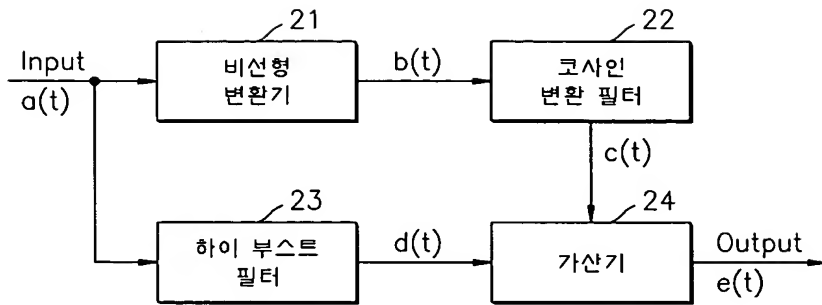 21
22
Input
a(t)
비선형
변환기
b(t)
코사인
변환 필터
c(t)
23
24
하이 부스트
필터
d(t)
가산기
Output
e(t)